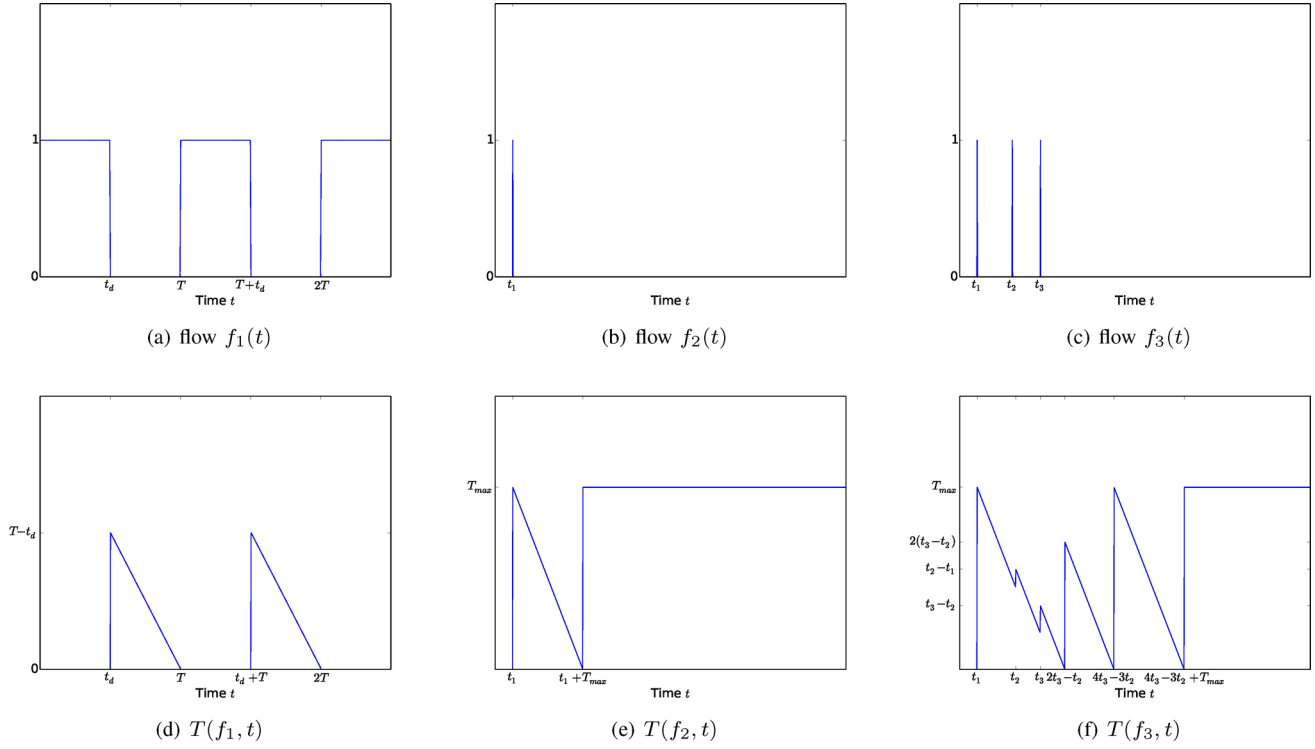 1
0
t_d
T
T+t_d
2T
Time t
(a) flow f_1(t)
1
0
t_1
Time t
(b) flow f_2(t)
1
0
t_1
t_2
t_3
Time t
(c) flow f_3(t)
T−t_d
0
t_d
T
t_d+T
2T
Time t
(d) T(f_1, t)
T_max
t_1
t_1+T_max
Time t
(e) T(f_2, t)
T_max
2(t_3−t_2)
t_2−t_1
t_3−t_2
t_1
t_2
t_3
2t_3−t_2
4t_3−3t_2
4t_3−3t_2+T_max
Time t
(f) T(f_3, t)